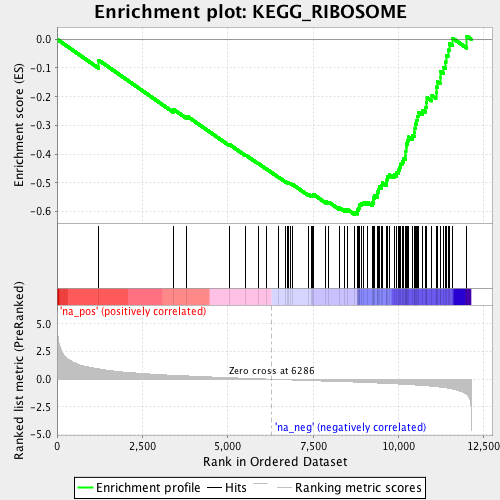 Enrichment plot: KEGG_RIBOSOME
Enrichment score (ES)
0.0
-0.1
-0.2
-0.3
-0.4
-0.5
-0.6
'na_pos' (positively correlated)
Ranked list metric (PreRanked)
5.0
2.5
0.0
-2.5
-5.0
Zero cross at 6286
'na_neg' (negatively correlated)
0
2,500
5,000
7,500
10,000
12,500
Rank in Ordered Dataset
Enrichment profile
Hits
Ranking metric scores